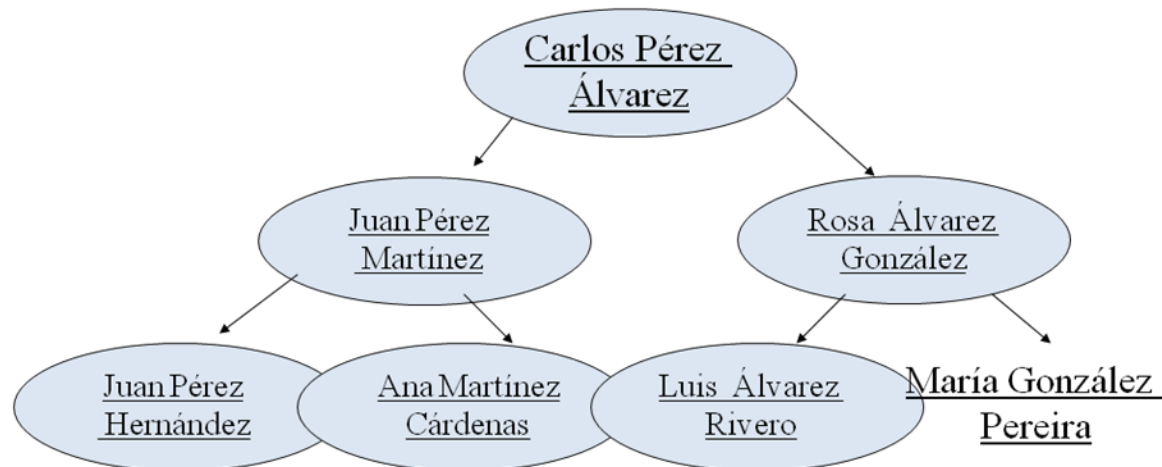 Carlos Pérez
Álvarez
Juan Pérez
Martínez
Rosa Álvarez
González
Juan Pérez
Hernández
Ana Martínez
Cárdenas
Luis Álvarez
Rivero
María González
Pereira